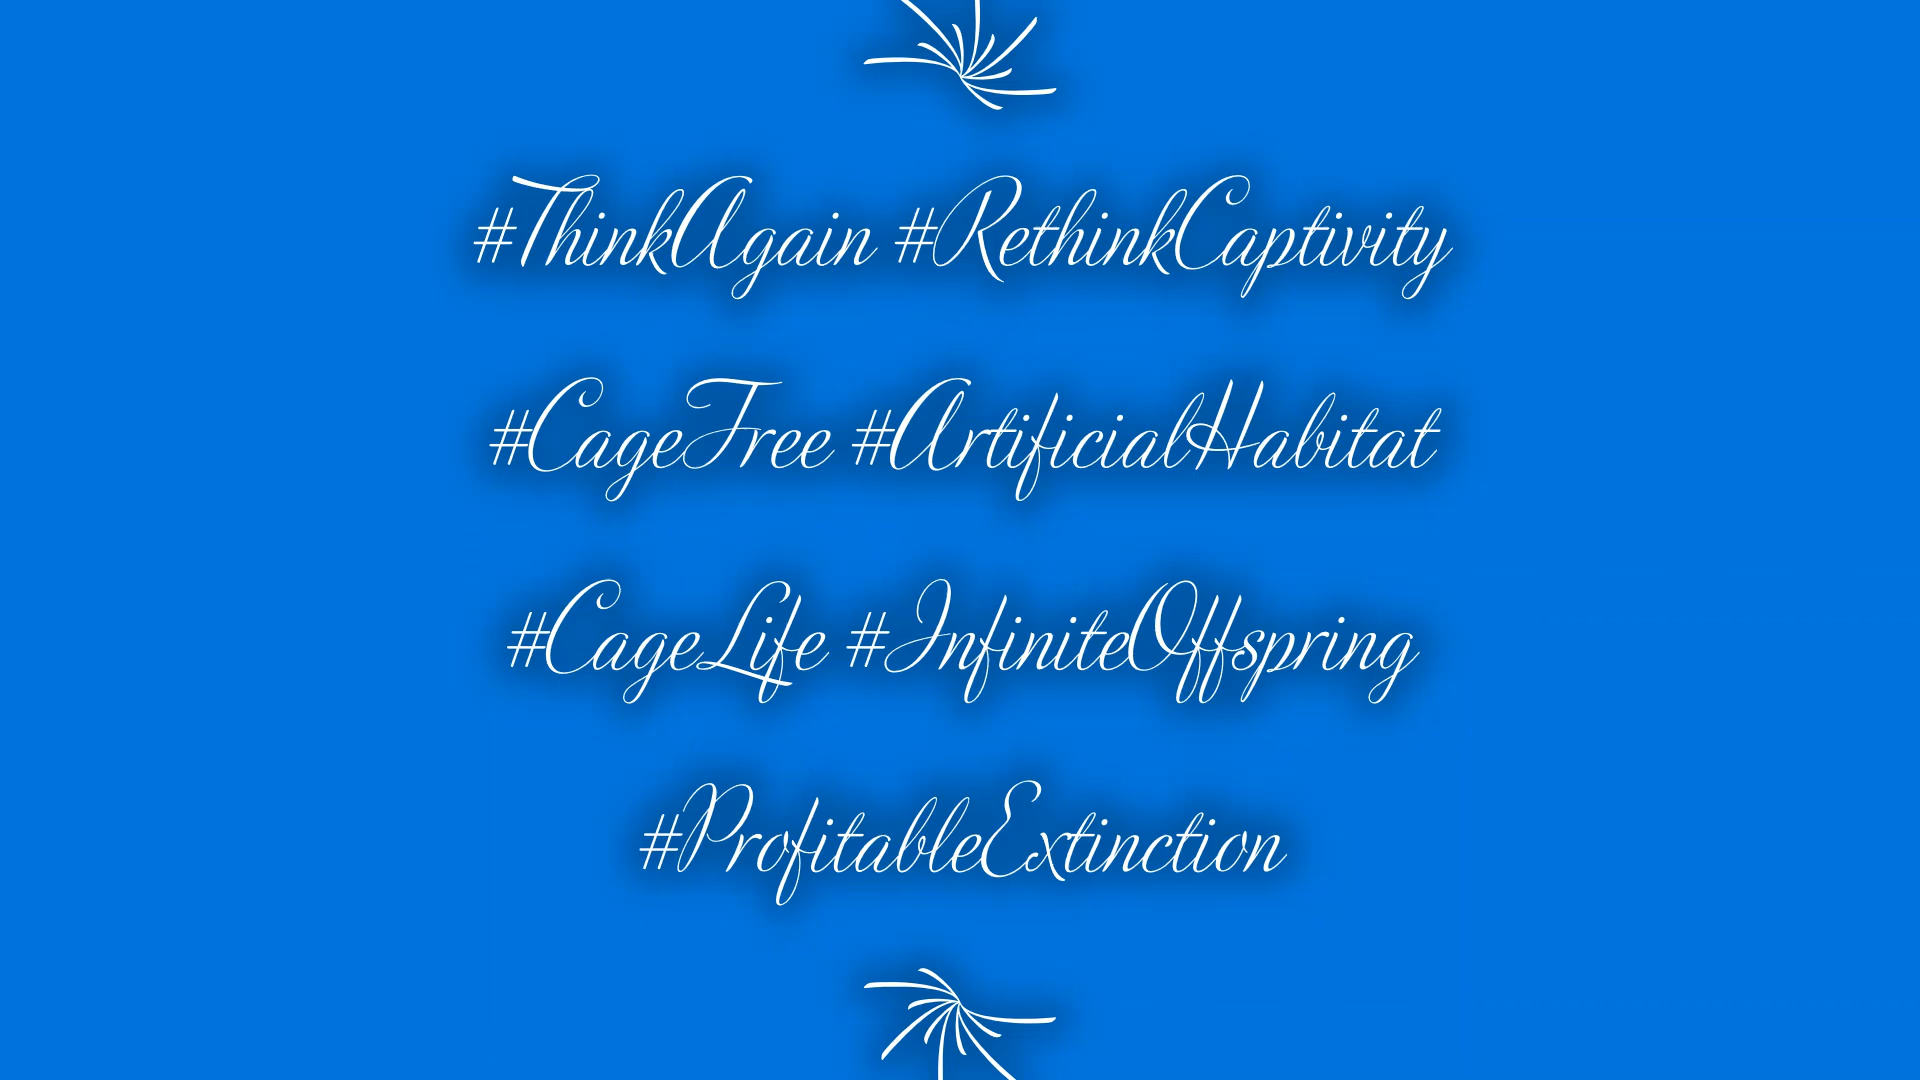 #ThinkAgain #RethinkCaptivity
#CageFree #ArtificialHabitat
#CageLife #InfiniteOffspring
#ProfitableExtinction